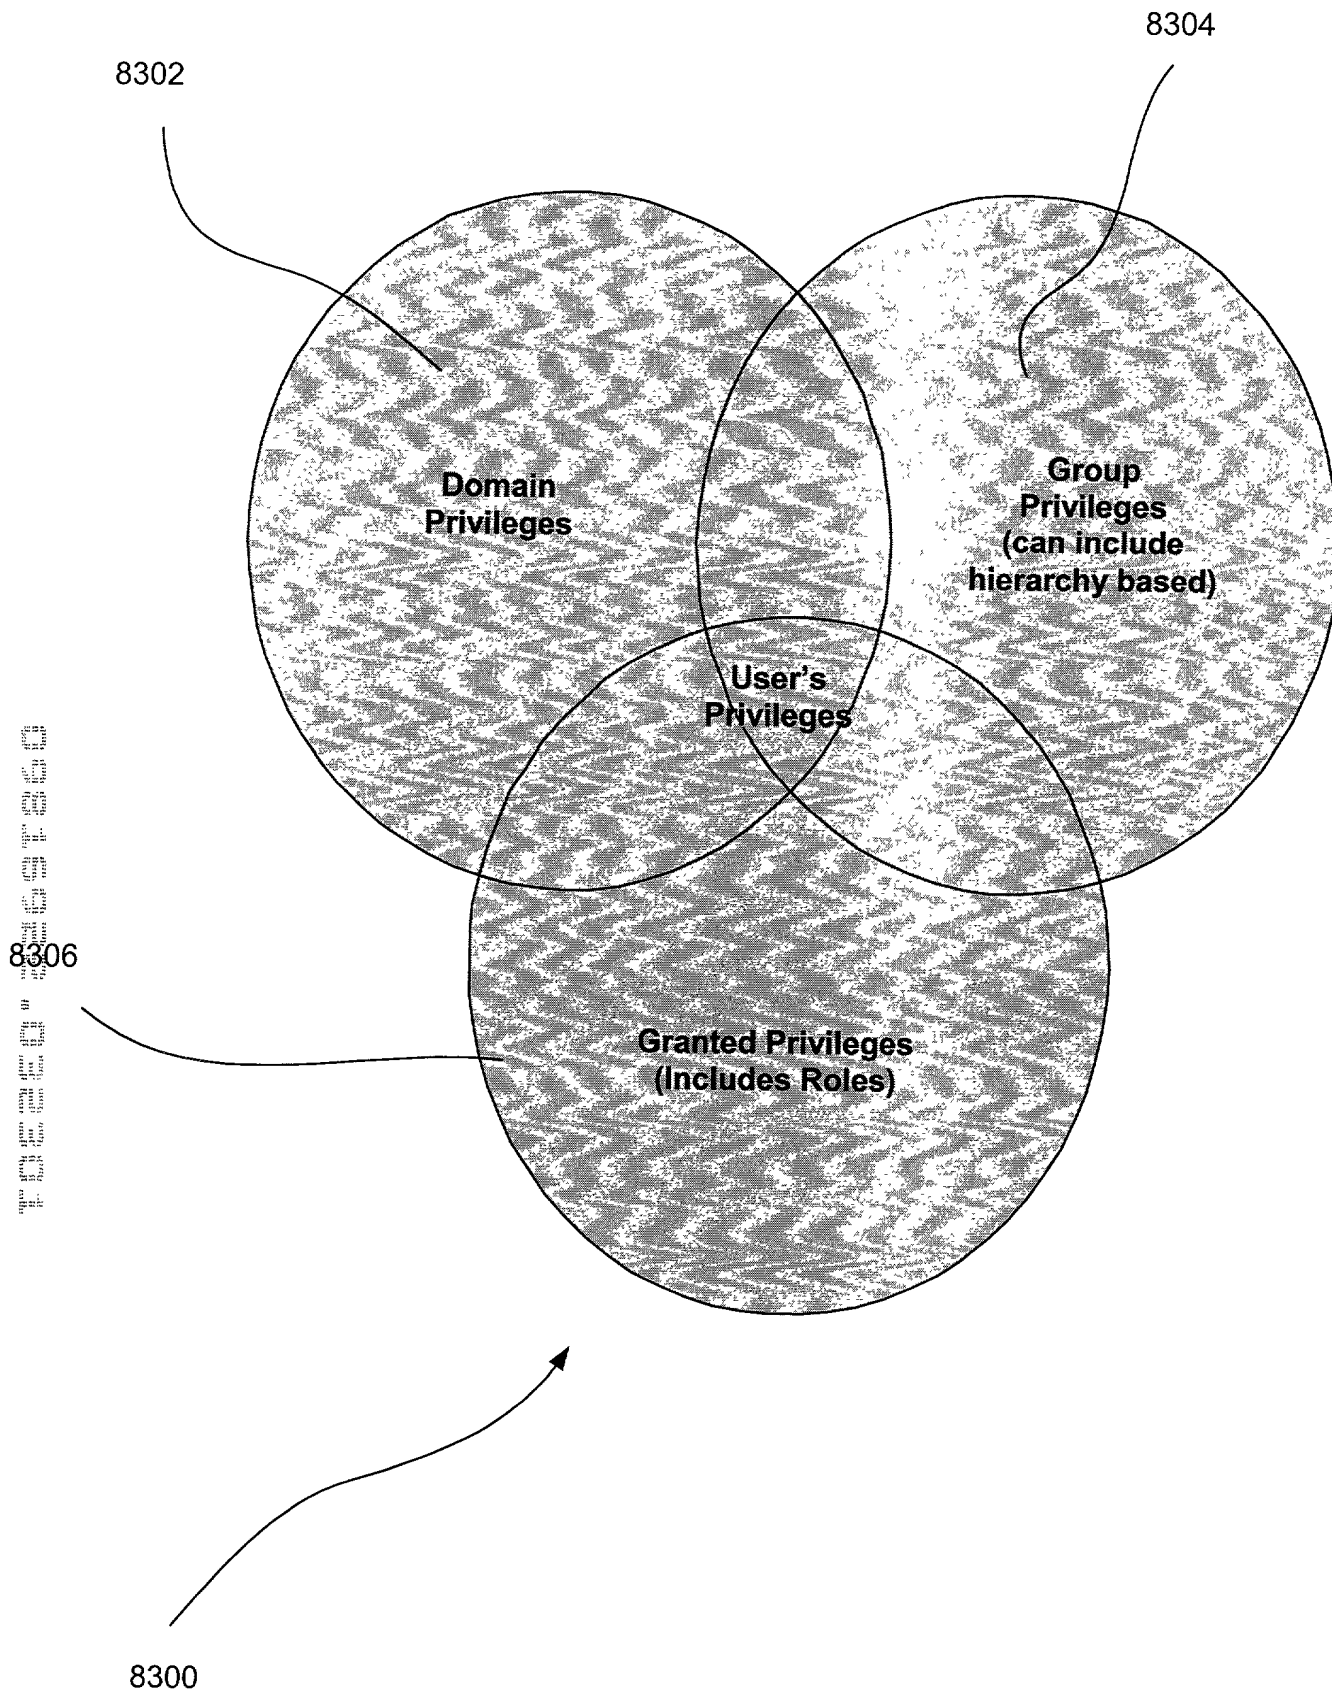 8304
8302
Domain
Privileges
Group
Privileges
(can include
hierarchy based)
User's
Privileges
8306
Granted Privileges
(Includes Roles)
8300